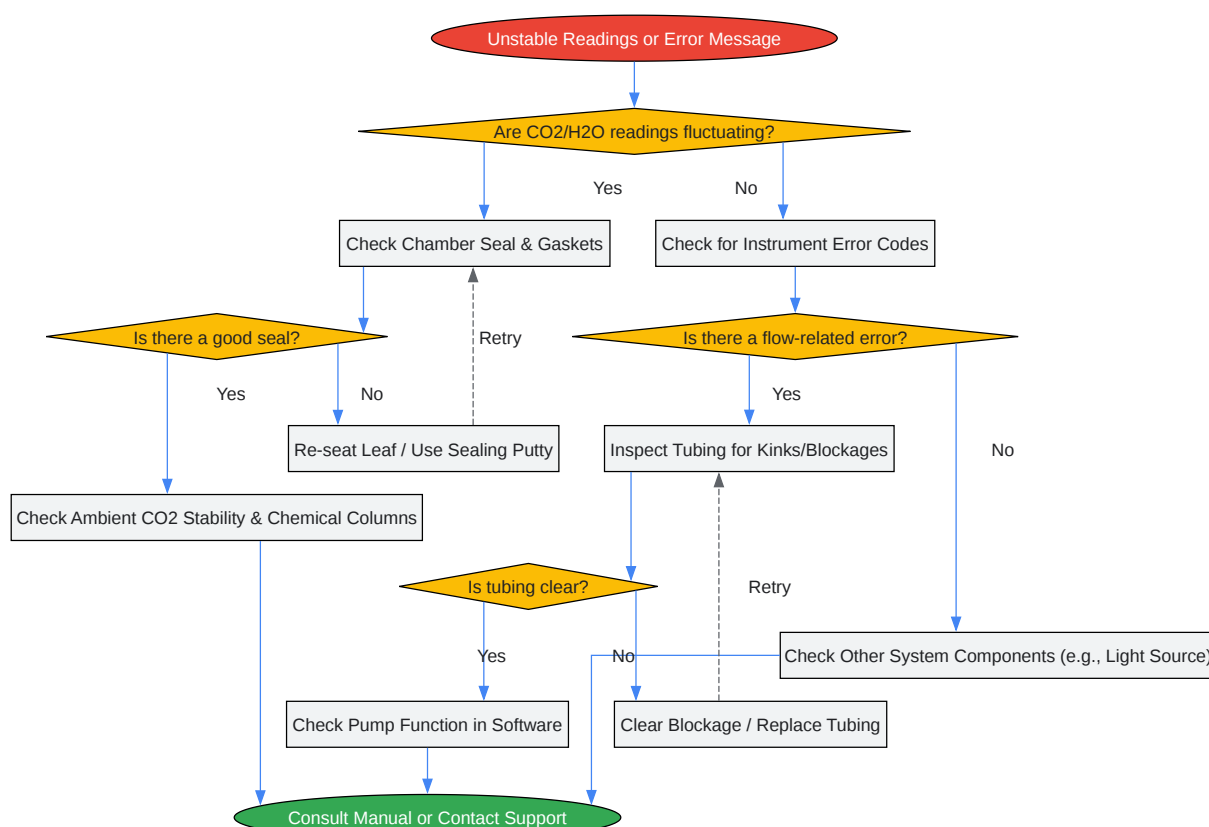 Unstable Readings or Error Message
Are CO2/H2O readings fluctuating?
Yes
No
Check Chamber Seal & Gaskets
Check for Instrument Error Codes
Is there a good seal?
Retry
Is there a flow-related error?
Yes
No
Yes
Re-seat Leaf / Use Sealing Putty
Inspect Tubing for Kinks/Blockages
No
Check Ambient CO2 Stability & Chemical Columns
Is tubing clear?
Retry
Yes
No
Check Other System Components (e.g., Light Source)
Check Pump Function in Software
Clear Blockage / Replace Tubing
Consult Manual or Contact Support